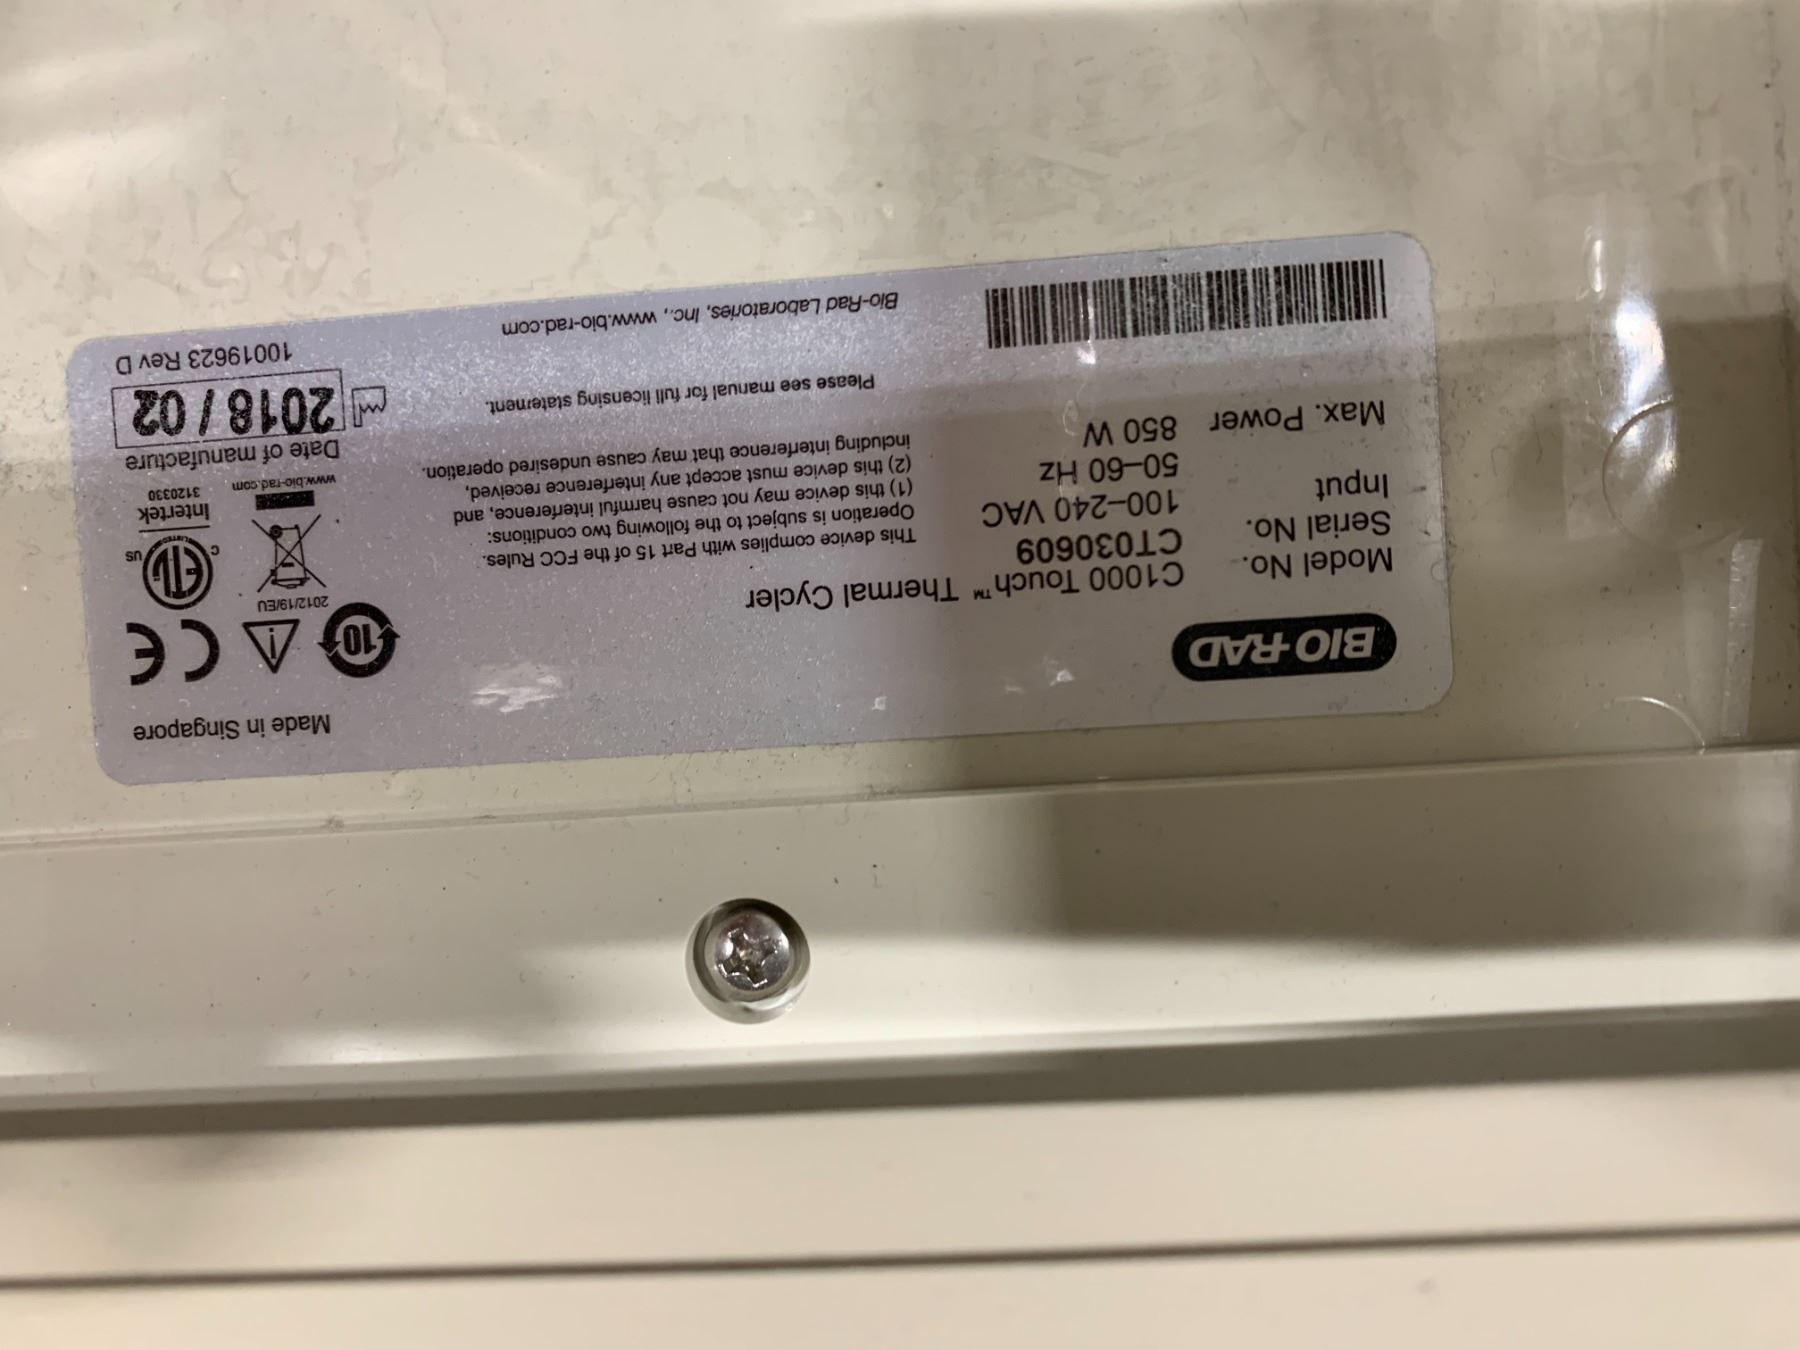 BIO-RAD
Model No. C1000 Touch™ Thermal Cycler
Serial No. CT030609
Input 100–240 VAC
50–60 Hz
Max. Power 850 W
This device complies with Part 15 of the FCC Rules.
Operation is subject to the following two conditions:
(1) this device may not cause harmful interference, and
(2) this device must accept any interference received,
including interference that may cause undesired operation.
Please see manual for full licensing statement.
Bio-Rad Laboratories, Inc., www.bio-rad.com
Made in Singapore
10
CE
2012/19/EU
C ETL US
LISTED
Intertek
3120330
www.bio-rad.com
Date of manufacture
2018 / 02
10019623 Rev D